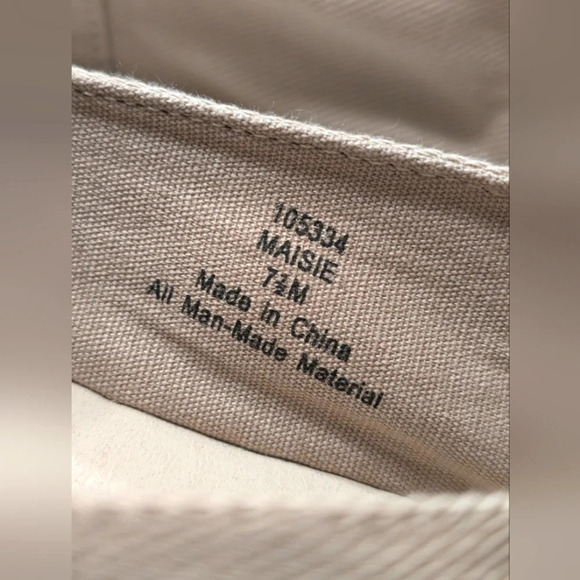 105334
MAISIE
7½M
Made in China
All Man-Made Material